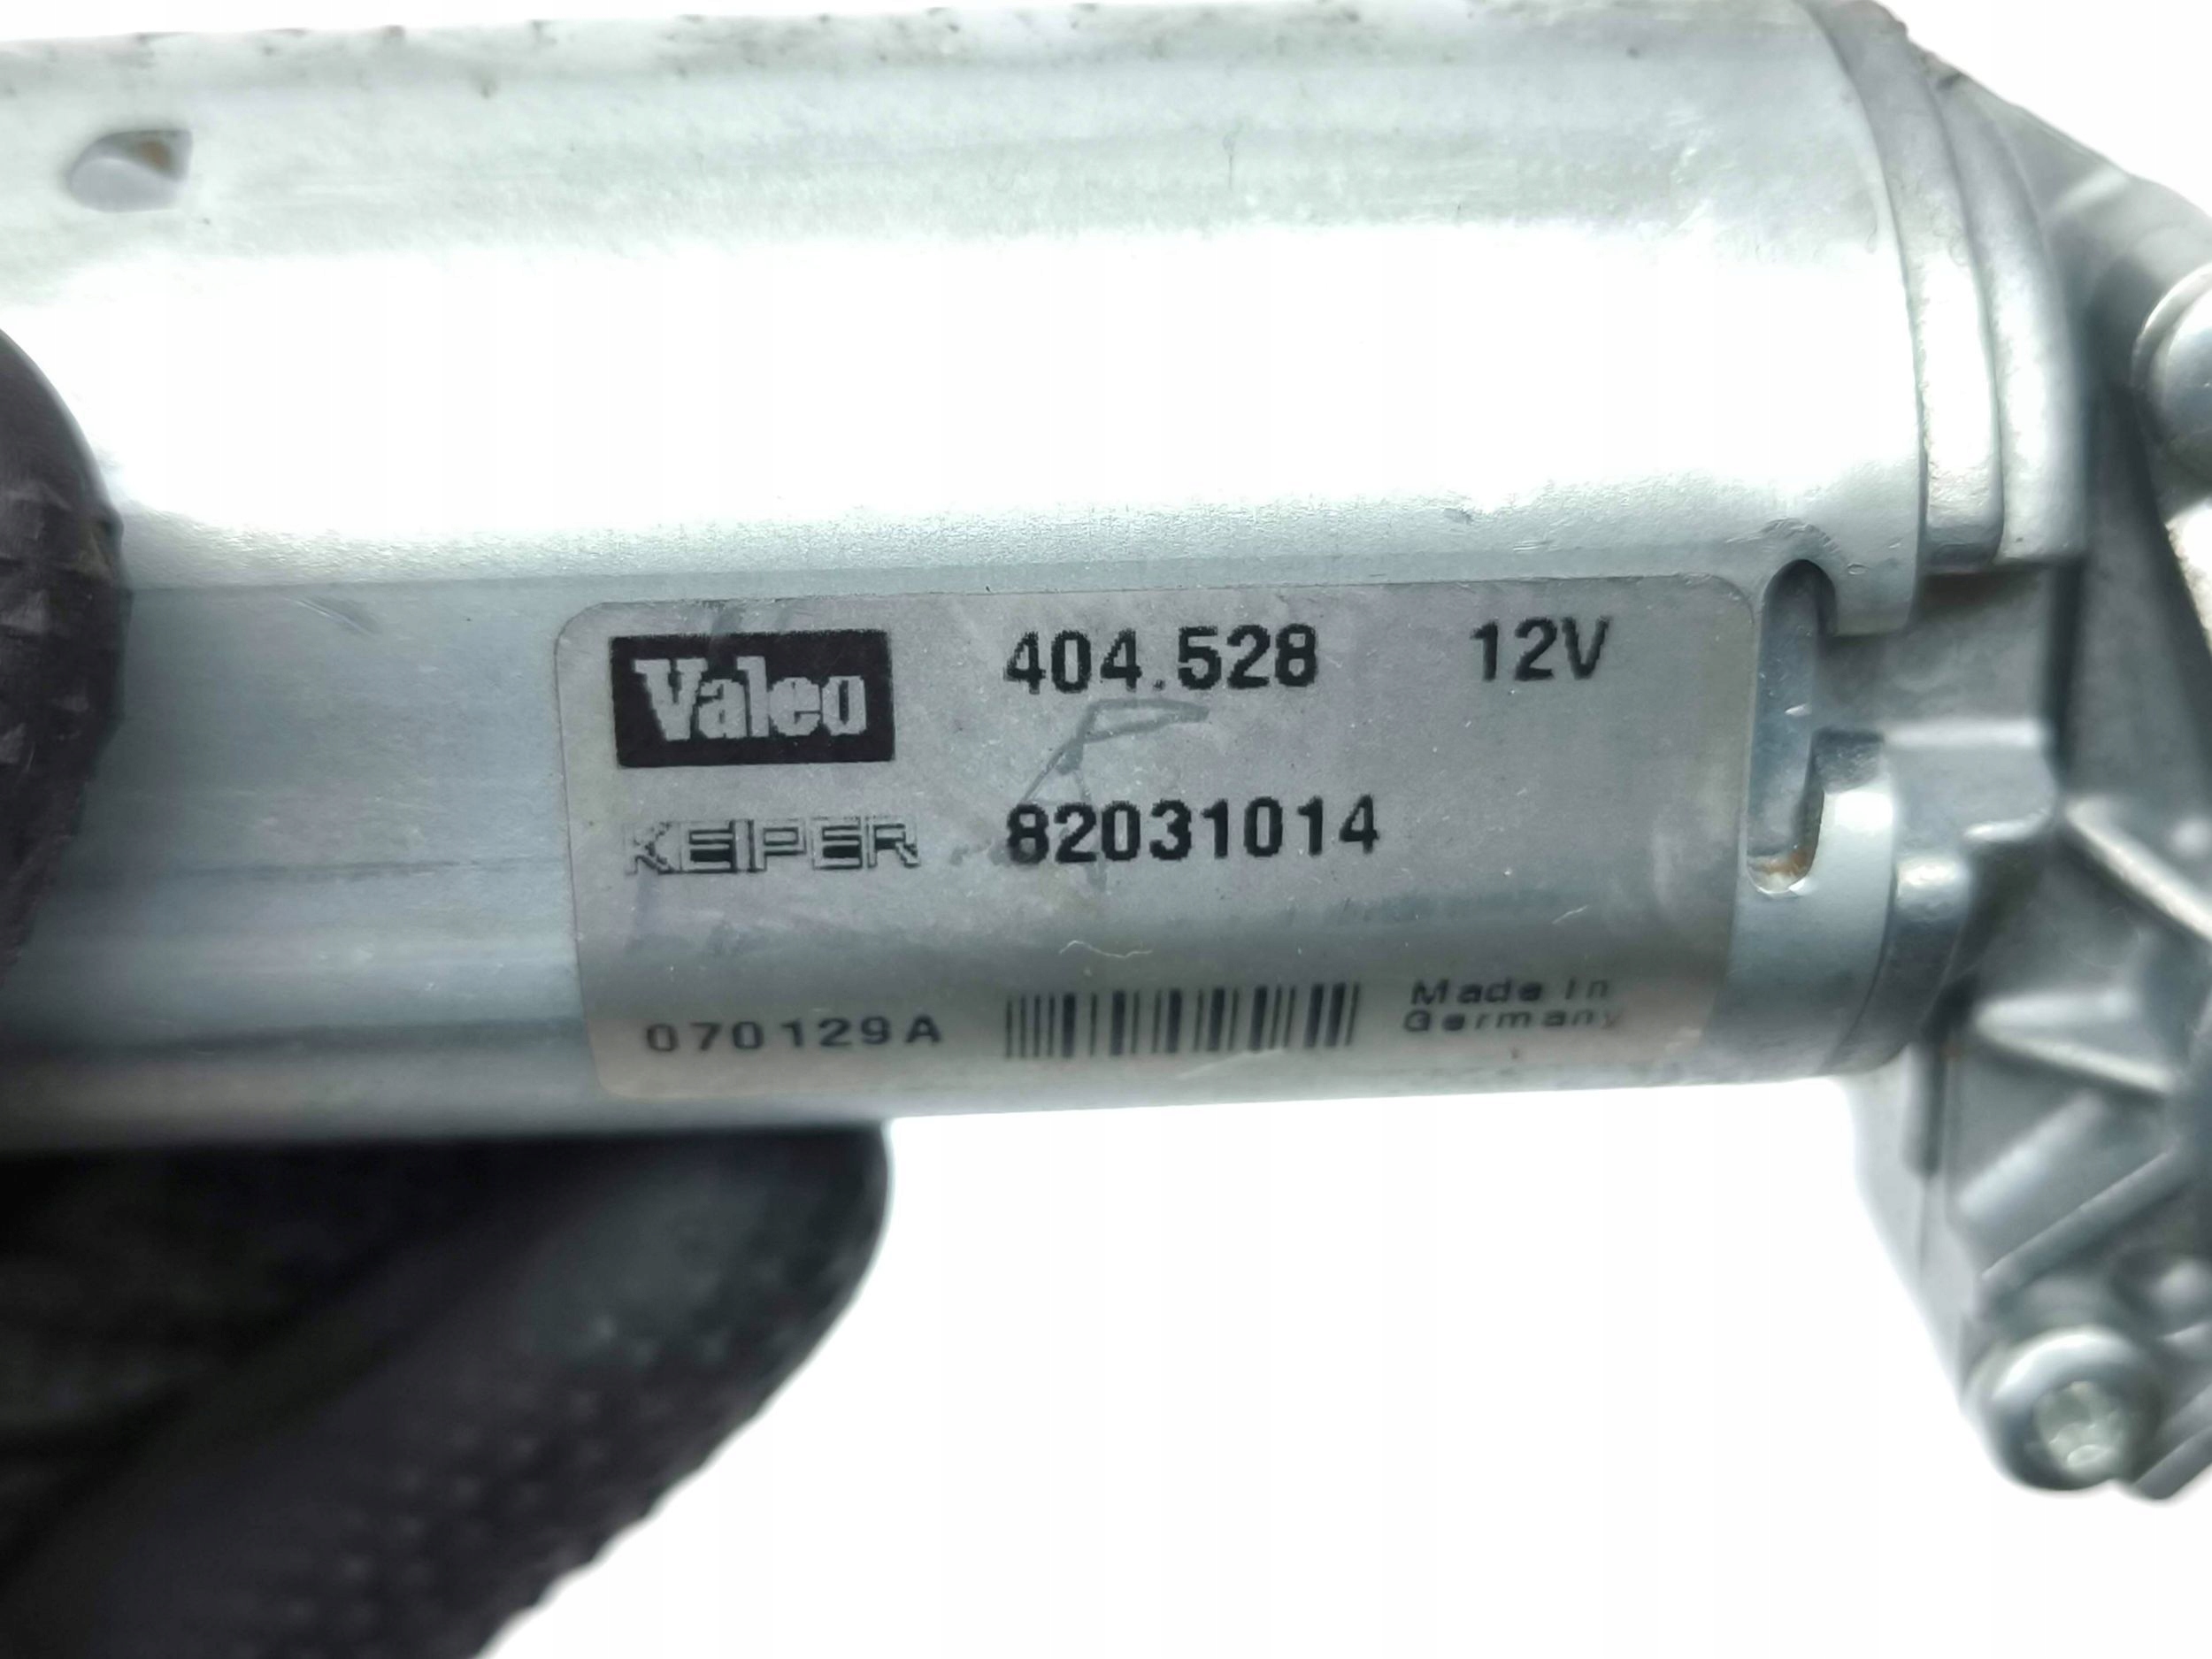 Valeo 404.528 12V
KEIPER 82031014
070129A Made in
Germany